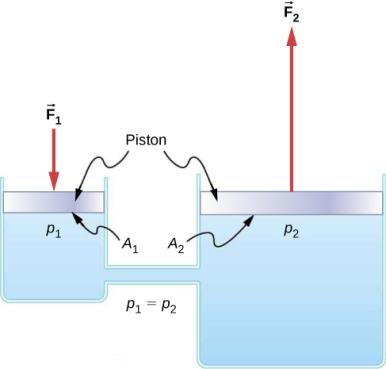 F⃗₂
F⃗₁
Piston
p₁
A₁
A₂
p₂
p₁ = p₂